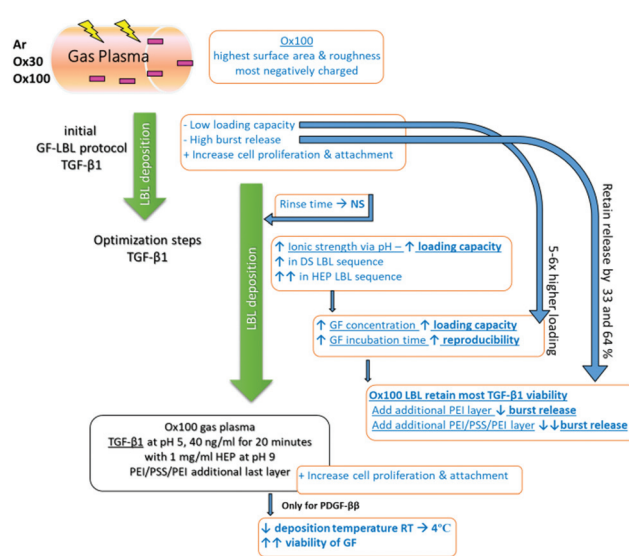 Ar
Ox30
Ox100
Gas Plasma
Ox100
highest surface area & roughness
most negatively charged
initial
GF-LBL protocol
TGF-β1
LBL deposition
- Low loading capacity
- High burst release
+ Increase cell proliferation & attachment
Rinse time → NS
Optimization steps
TGF-β1
LBL deposition
↑ Ionic strength via pH – ↑ loading capacity
↑ in DS LBL sequence
↑↑ in HEP LBL sequence
5-6x higher loading
Retain release by 33 and 64 %
↑ GF concentration ↑ loading capacity
↑ GF incubation time ↑ reproducibility
Ox100 LBL retain most TGF-β1 viability
Add additional PEI layer ↓ burst release
Add additional PEI/PSS/PEI layer ↓↓burst release
Ox100 gas plasma
TGF-β1 at pH 5, 40 ng/ml for 20 minutes
with 1 mg/ml HEP at pH 9
PEI/PSS/PEI additional last layer
+ Increase cell proliferation & attachment
Only for PDGF-ββ
↓ deposition temperature RT → 4℃
↑↑ viability of GF